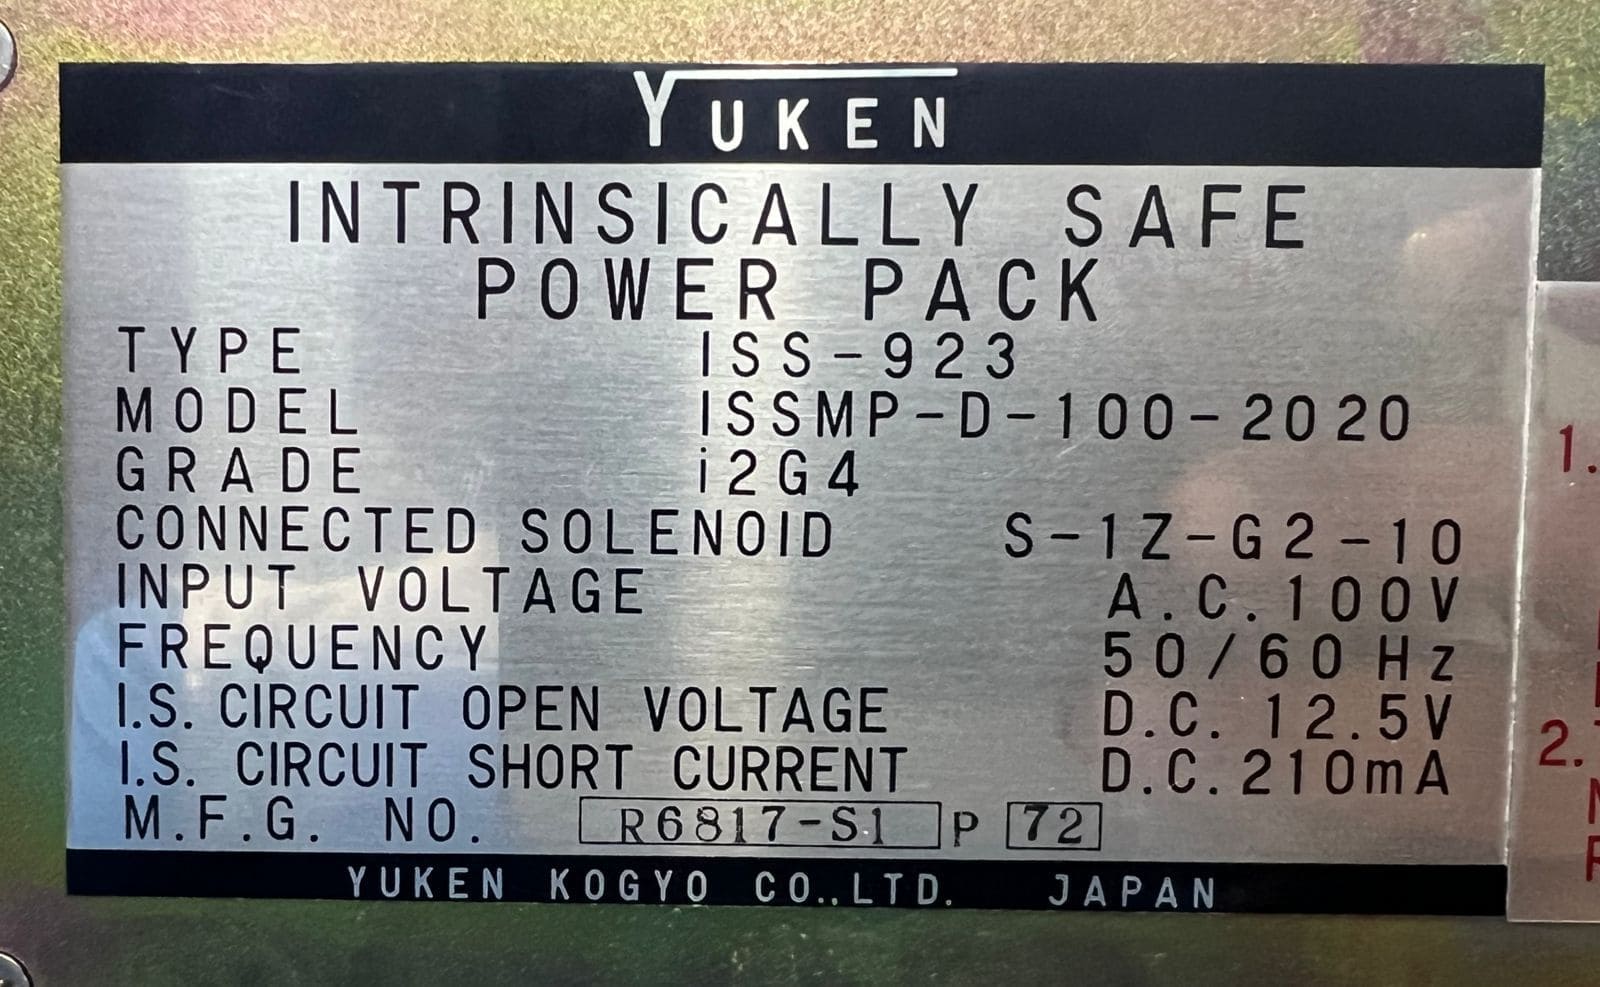 YUKEN
INTRINSICALLY SAFE
POWER PACK
TYPE ISS-923
MODEL ISSMP-D-100-2020
GRADE i2G4
CONNECTED SOLENOID S-1Z-G2-10
INPUT VOLTAGE A.C.100V
FREQUENCY 50/60Hz
I.S. CIRCUIT OPEN VOLTAGE D.C. 12.5V
I.S. CIRCUIT SHORT CURRENT D.C.210mA
M.F.G. NO. R6817-S1 P 72
YUKEN KOGYO CO.,LTD. JAPAN
1.
2.